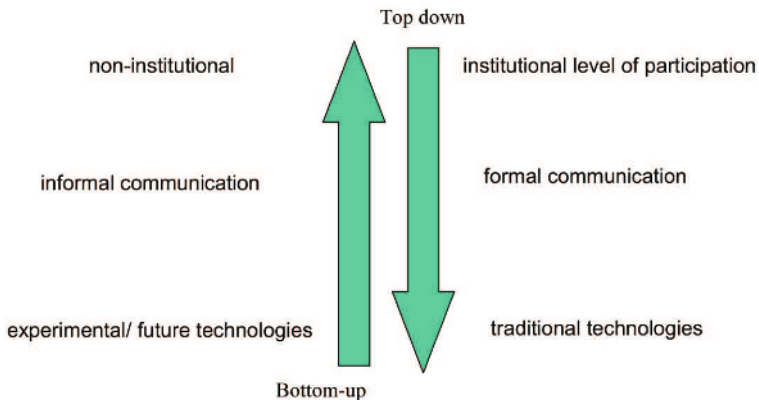 Top down
non-institutional
institutional level of participation
informal communication
formal communication
experimental/ future technologies
traditional technologies
Bottom-up